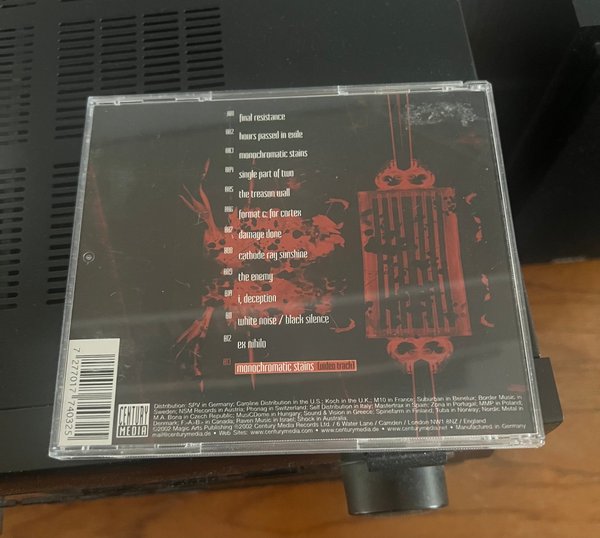 001 final resistance
002 hours passed in exile
003 monochromatic stains
004 single part of two
005 the treason wall
006 format c: for cortex
007 damage done
008 cathode ray sunshine
009 the enemy
010 i, deception
011 white noise / black silence
012 ex nihilo
013 monochromatic stains (video track)
CENTURY
MEDIA
Distribution: SPV in Germany; Caroline Distribution in the U.S.; Koch in the U.K.; M10 in France; Suburban in Benelux; Border Music in
Sweden; NSM Records in Austria; Phonag in Switzerland; Self Distribution in Italy; Mastertrax in Spain; Zona in Portugal; MMP in Poland;
M.A. Bona in Czech Republic; MusiCDome in Hungary; Sound & Vision in Greece; Spinefarm in Finland; Tuba in Norway; Nordic Metal in
Denmark; F.-A.-B.- in Canada; Raven Music in Israel; Shock in Australia.
©2002 Magic Arts Publishing ©2002 Century Media Records Ltd. / 6 Water Lane / Camden / London NW1 8NZ / England
mail@centurymedia.de • Web Sites: www.centurymedia.com • www.centurymedia.de • Manufactured in Germany